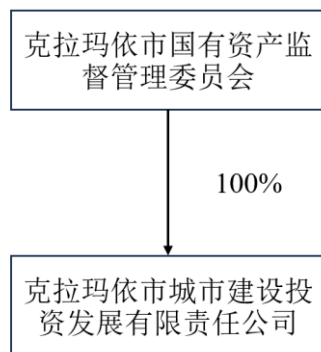 克拉玛依市国有资产监
督管理委员会
100%
克拉玛依市城市建设投
资发展有限责任公司